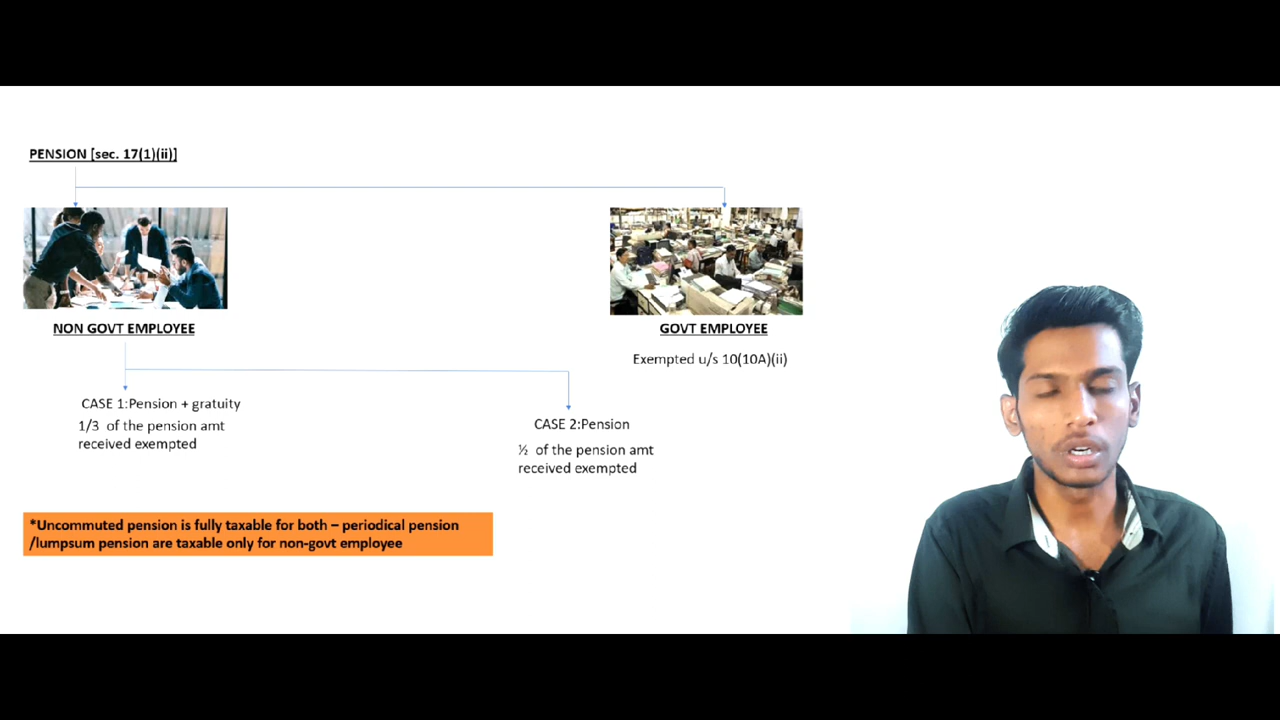 PENSION [sec. 17(1)(ii)]
NON GOVT EMPLOYEE
GOVT EMPLOYEE
Exempted u/s 10(10A)(ii)
CASE 1:Pension + gratuity
1/3 of the pension amt
received exempted
CASE 2:Pension
½ of the pension amt
received exempted
*Uncommuted pension is fully taxable for both – periodical pension
/lumpsum pension are taxable only for non-govt employee